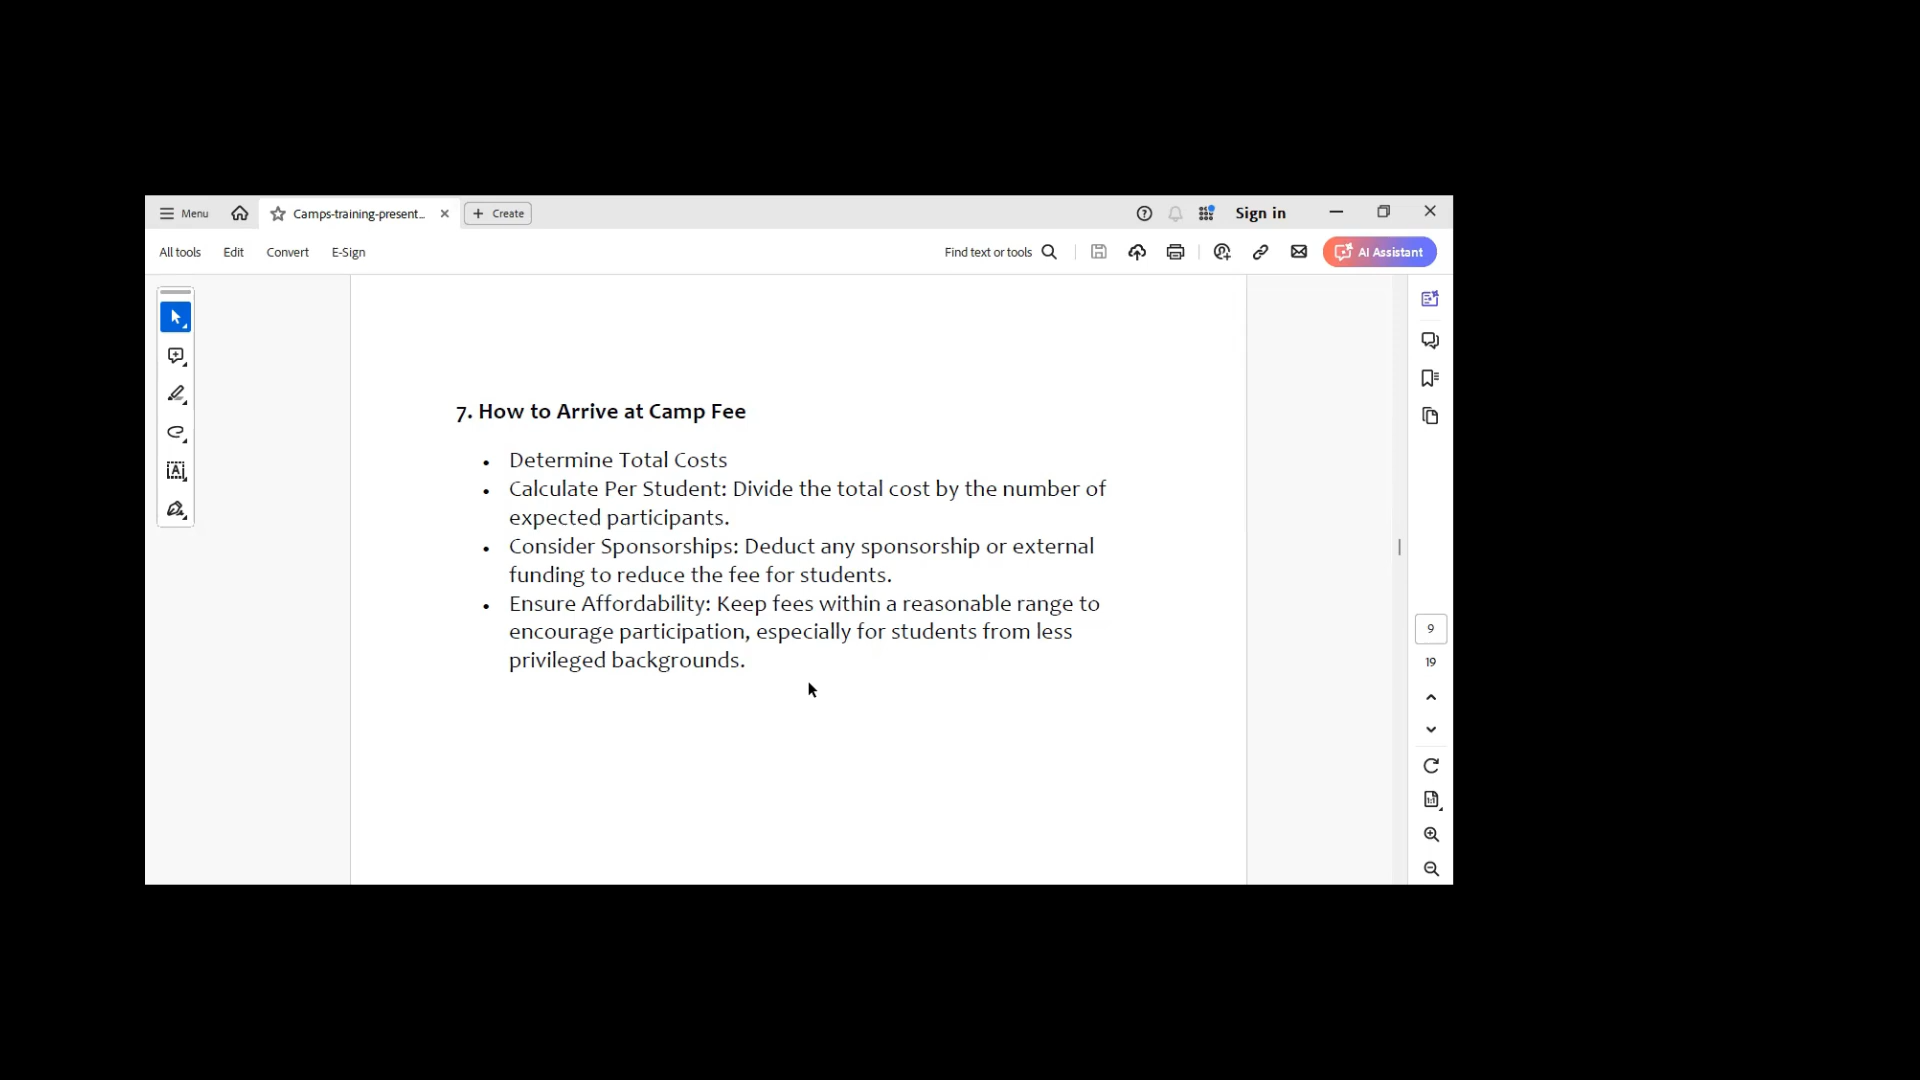 Menu
Camps-training-present...
Create
Sign in
All tools
Edit
Convert
E-Sign
Find text or tools
AI Assistant
7. How to Arrive at Camp Fee
• Determine Total Costs
• Calculate Per Student: Divide the total cost by the number of
expected participants.
• Consider Sponsorships: Deduct any sponsorship or external
funding to reduce the fee for students.
• Ensure Affordability: Keep fees within a reasonable range to
encourage participation, especially for students from less
privileged backgrounds.
9
19